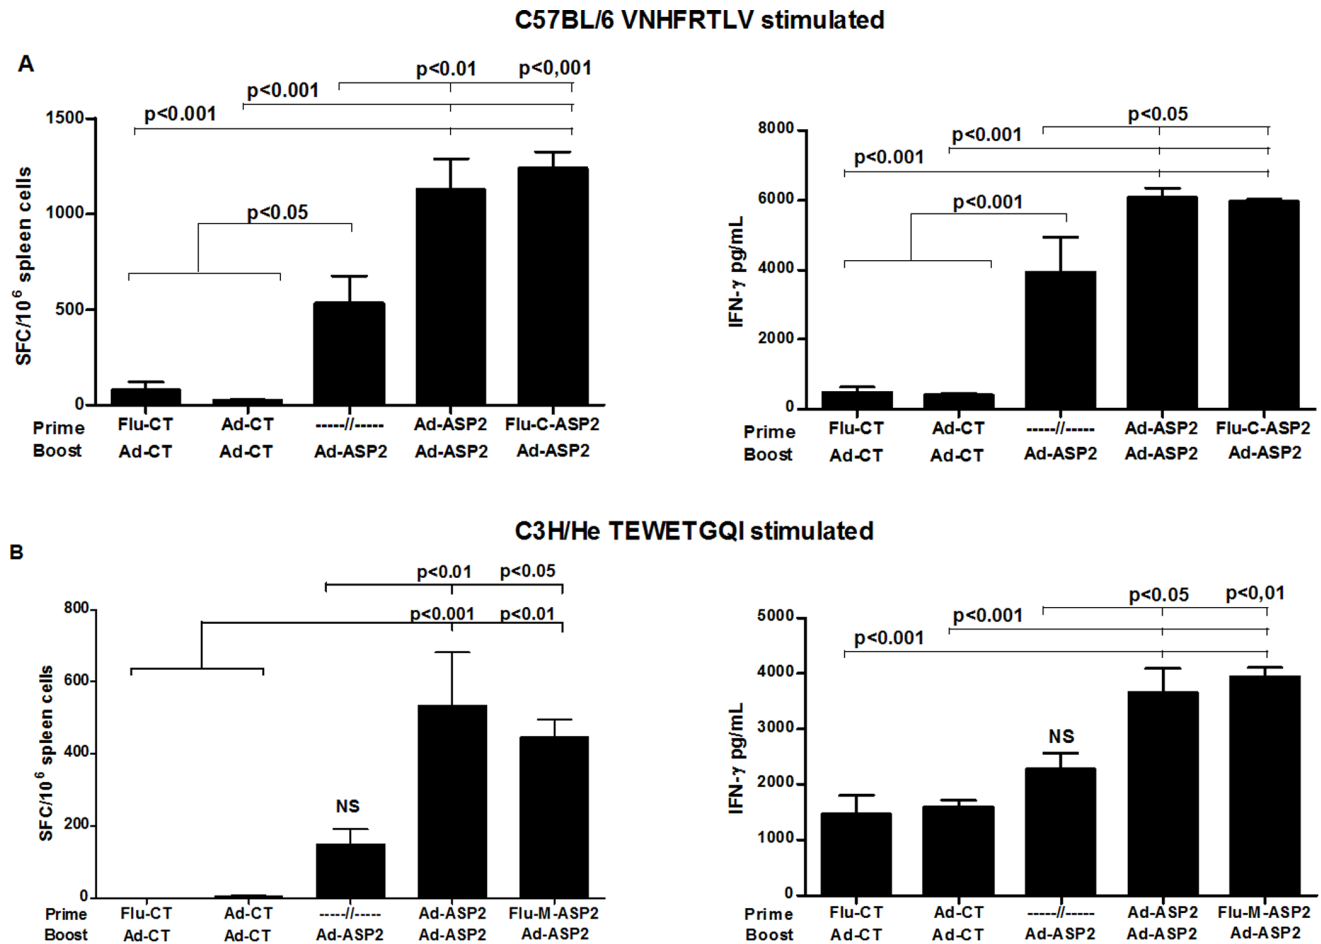 C57BL/6 VNHFRTLV stimulated
A
p<0.01 p<0,001
p<0.001
p<0.001
p<0.05
1500
1000
500
0
SFC/10⁶ spleen cells
Prime Flu-CT Ad-CT -----//----- Ad-ASP2 Flu-C-ASP2
Boost Ad-CT Ad-CT Ad-ASP2 Ad-ASP2 Ad-ASP2
p<0.05
p<0.001
p<0.001
p<0.001
8000
6000
4000
2000
0
IFN-γ pg/mL
Prime Flu-CT Ad-CT -----//----- Ad-ASP2 Flu-C-ASP2
Boost Ad-CT Ad-CT Ad-ASP2 Ad-ASP2 Ad-ASP2
C3H/He TEWETGQI stimulated
B
p<0.01 p<0.05
p<0.001 p<0.01
NS
800
600
400
200
0
SFC/10⁶ spleen cells
Prime Flu-CT Ad-CT -----//----- Ad-ASP2 Flu-M-ASP2
Boost Ad-CT Ad-CT Ad-ASP2 Ad-ASP2 Ad-ASP2
p<0.05 p<0,01
p<0.001
p<0.001
NS
5000
4000
3000
2000
1000
0
IFN-γ pg/mL
Prime Flu-CT Ad-CT -----//----- Ad-ASP2 Flu-M-ASP2
Boost Ad-CT Ad-CT Ad-ASP2 Ad-ASP2 Ad-ASP2